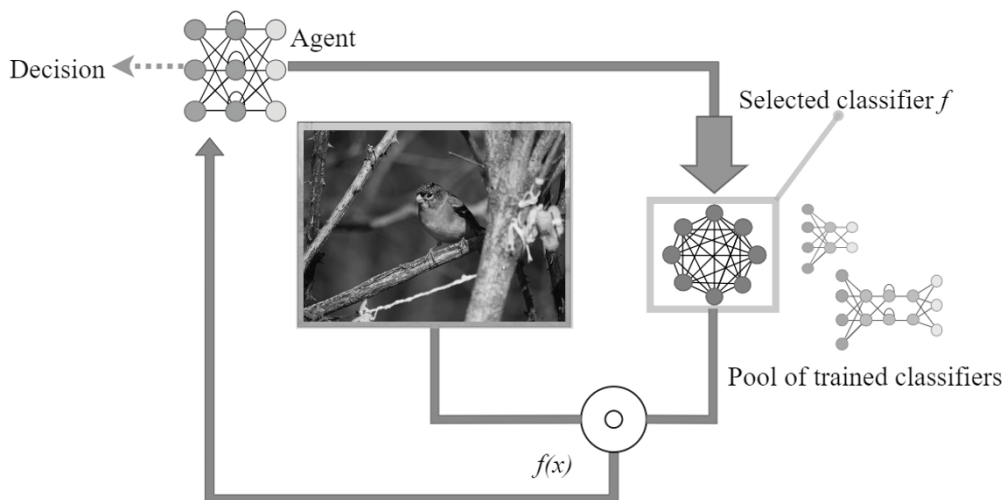 Agent
Decision
Selected classifier f
Pool of trained classifiers
f(x)